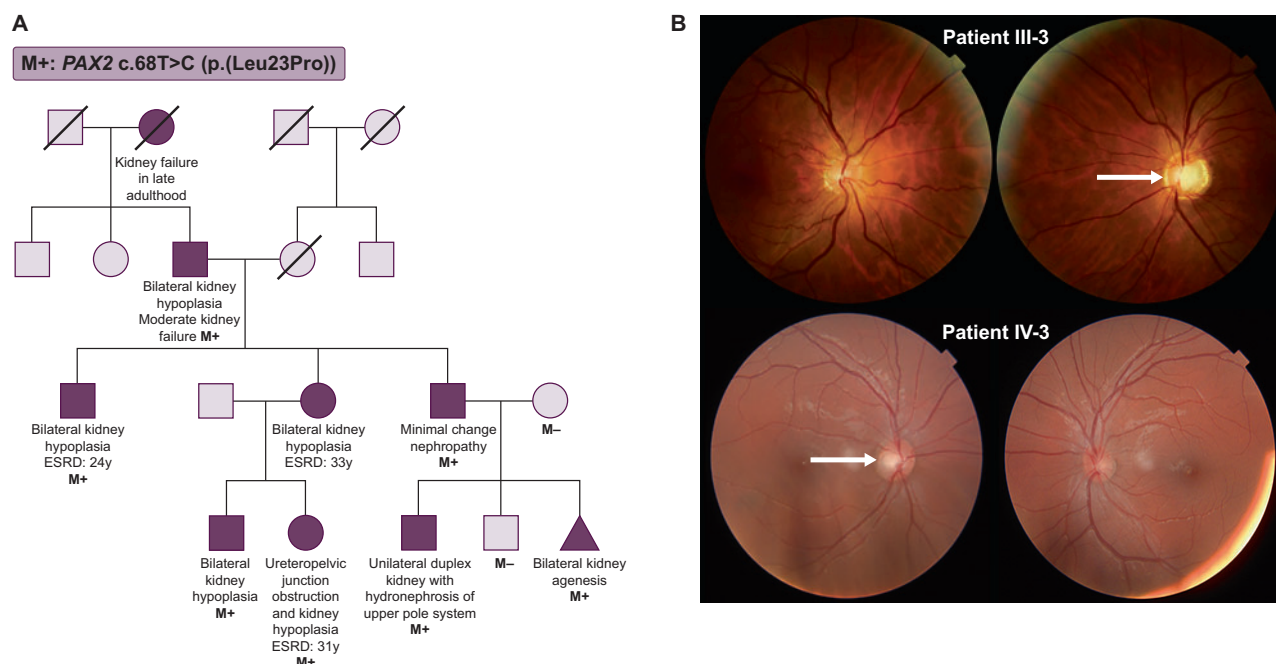 A
M+: PAX2 c.68T>C (p.(Leu23Pro))
Kidney failure
in late
adulthood
Bilateral kidney
hypoplasia
Moderate kidney
failure M+
Bilateral kidney
hypoplasia
ESRD: 24y
M+
Bilateral kidney
hypoplasia
ESRD: 33y
Minimal change
nephropathy
M+
M–
Bilateral
kidney
hypoplasia
M+
Ureteropelvic
junction
obstruction
and kidney
hypoplasia
ESRD: 31y
M+
Unilateral duplex
kidney with
hydronephrosis of
upper pole system
M+
M–
Bilateral kidney
agenesis
M+
B
Patient III-3
Patient IV-3